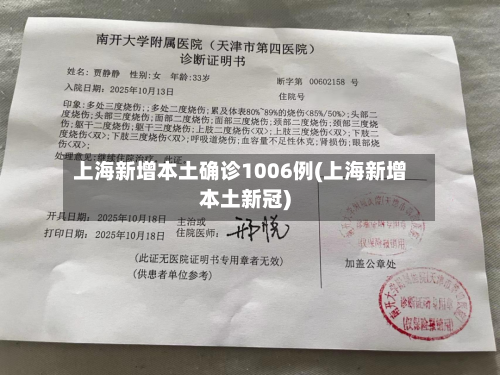 南开大学附属医院（天津市第四医院）
诊断证明书
姓名: 贾静静 性别:女 年龄:33岁
断字第 00602158 号
入院日期: 2025年10月13日
住院号
印象:多处三度烧伤;;多处二度烧伤;累及体表80%~89%的烧伤<85%/50%>;头部二
度烧伤;头部三度烧伤;面部二度烧伤;面部三度烧伤;颈部二度烧伤;颈部三度烧
伤;躯干二度烧伤;躯干三度烧伤;上肢二度烧伤<双>;上肢三度烧伤<双>;下肢二
度烧伤<双>;下肢三度烧伤<双>;呼吸道烧伤;血容量不足性休克;肾损伤;眼部烧
伤<双>
处理意见:继续住院治疗，此证。
上海新增本土确诊1006例(上海新增
本土新冠)
开具日期: 2025年10月18日
主治或
打印日期: 2025年10月18日
住院医师:
(此证无医院证明书专用章者无效)
加盖公章处
(供患者单位参考)